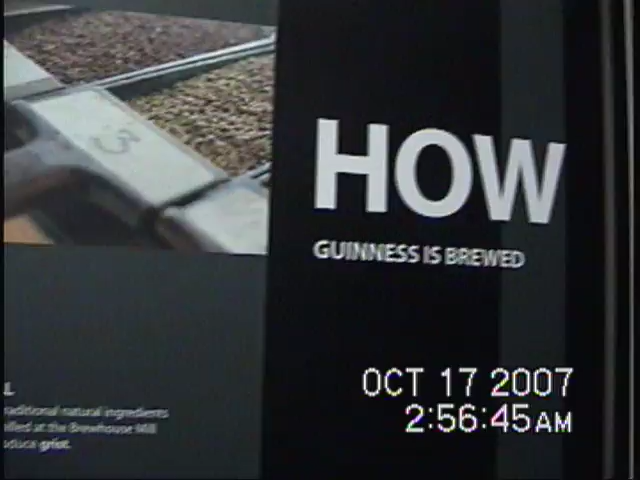 3
HOW
GUINNESS IS BREWED
L
raditional natural ingredients
illed at the Brewhouse Mill
oduce grist.
OCT 17 2007
2:56:45AM